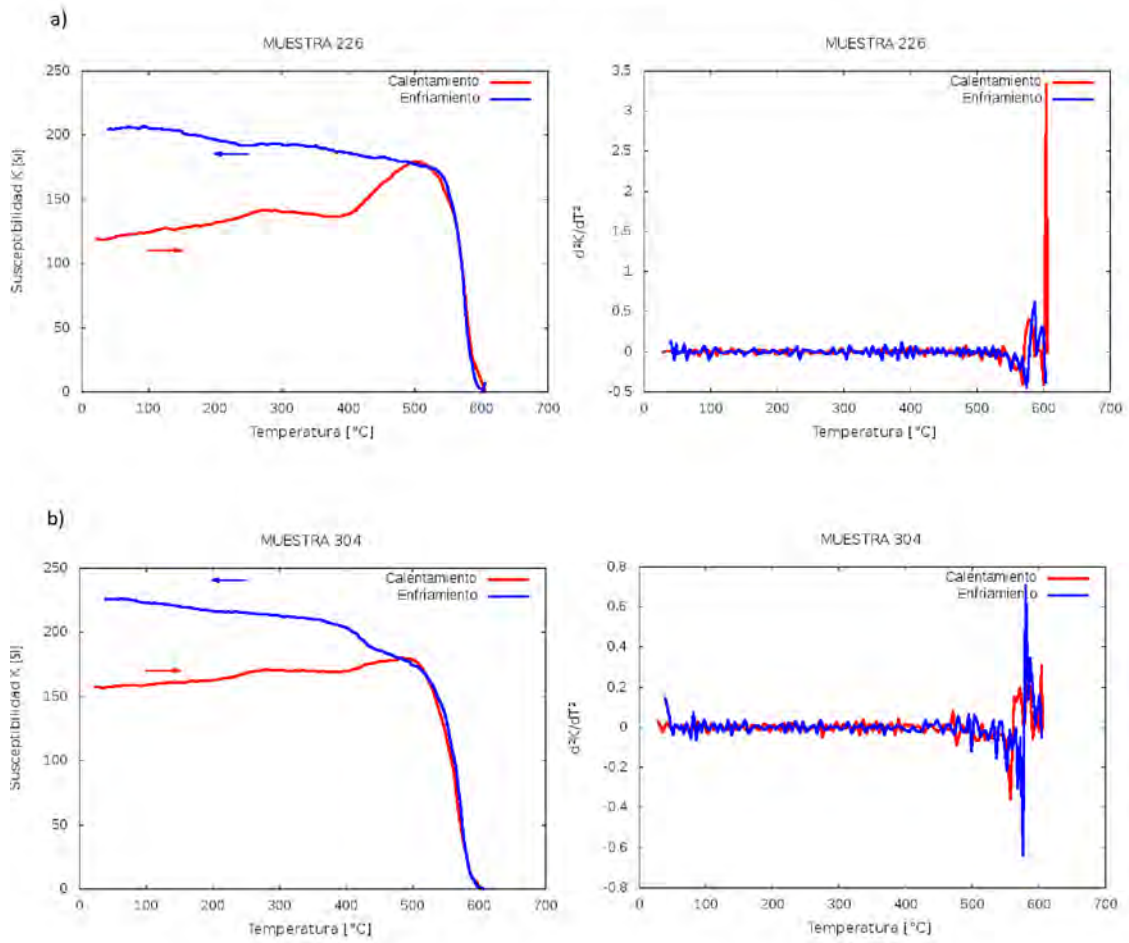 a)
MUESTRA 226
Susceptibilidad K [SI]
250
200
150
100
50
0
0 100 200 300 400 500 600 700
Temperatura [°C]
Calentamiento
Enfriamiento
MUESTRA 226
d²K/dT²
3.5
3
2.5
2
1.5
1
0.5
0
-0.5
0 100 200 300 400 500 600 700
Temperatura [°C]
Calentamiento
Enfriamiento
b)
MUESTRA 304
Susceptibilidad K [SI]
250
200
150
100
50
0
0 100 200 300 400 500 600 700
Temperatura [°C]
Calentamiento
Enfriamiento
MUESTRA 304
d²K/dT²
0.8
0.6
0.4
0.2
0
-0.2
-0.4
-0.6
-0.8
0 100 200 300 400 500 600 700
Temperatura [°C]
Calentamiento
Enfriamiento